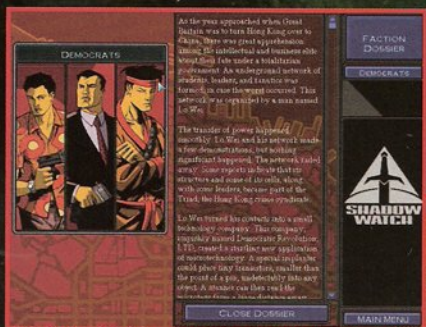 DEMOCRATS
As the year approached when Great
Britain was to turn Hong Kong over to
China, there was great apprehension
among the intellectual and business elite
about their fate under a totalitarian
government. An underground network of
students, leaders, and fanatics was
formed, in case the worst occurred. This
network was organized by a man named
Lo Wei.
The transfer of power happened
smoothly. Lo Wei and his network made
a few demonstrations, but nothing
significant happened. The network faded
away. Some reports indicate that its
structure and some of its cells, along
with some leaders, became part of the
Triad, the Hong Kong crime syndicate.
Lo Wei turned his contacts into a small
technology company. This company,
impishly named Democratic Revolution,
LTD, created a startling new application
of microtechnology. A special implanter
could place tiny transistors, smaller than
the point of a pin, undetectably into any
object. A scanner can then read the
from a
CLOSE DOSSIER
FACTION
DOSSIER
DEMOCRATS
SHADOW
WATCH
MAIN MENU